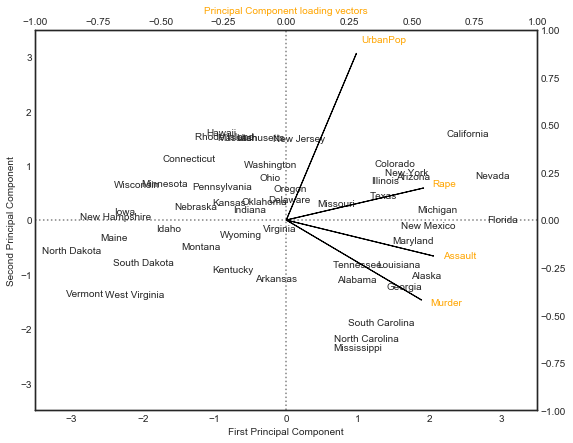 Principal Component loading vectors
−1.00 −0.75 −0.50 −0.25 0.00 0.25 0.50 0.75 1.00
UrbanPop
3
1.00
0.75
2
Hawaii
California
Rhode Island Massachusetts New Jersey
0.50
Connecticut
1
Washington
Colorado
New York
0.25
Ohio
Illinois
Arizona
Nevada
Wisconsin Minnesota
Pennsylvania
Oregon
Rape
Texas
Kansas
Oklahoma
Delaware
Missouri
Nebraska
Indiana
Michigan
Iowa
New Hampshire
0
Florida
0.00
Idaho
Virginia
New Mexico
Maine
Wyoming
Maryland
Montana
North Dakota
Assault
South Dakota
Tennessee
Louisiana
−0.25
−1
Kentucky
Arkansas
Alabama
Alaska
Georgia
Vermont West Virginia
Murder
−0.50
South Carolina
−2
North Carolina
Mississippi
−0.75
−3
−1.00
Second Principal Component
−3 −2 −1 0 1 2 3
First Principal Component